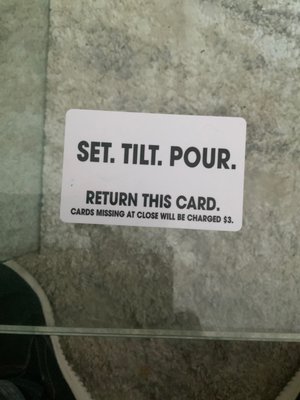 SET. TILT. POUR.
RETURN THIS CARD.
CARDS MISSING AT CLOSE WILL BE CHARGED $3.